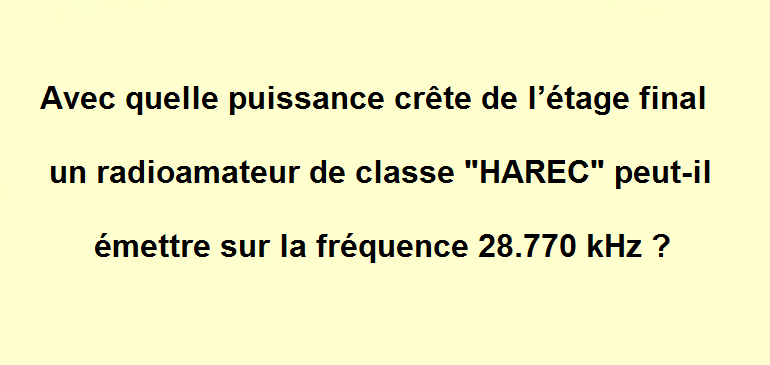 Avec quelle puissance crête de l’étage final
un radioamateur de classe "HAREC" peut-il
émettre sur la fréquence 28.770 kHz ?